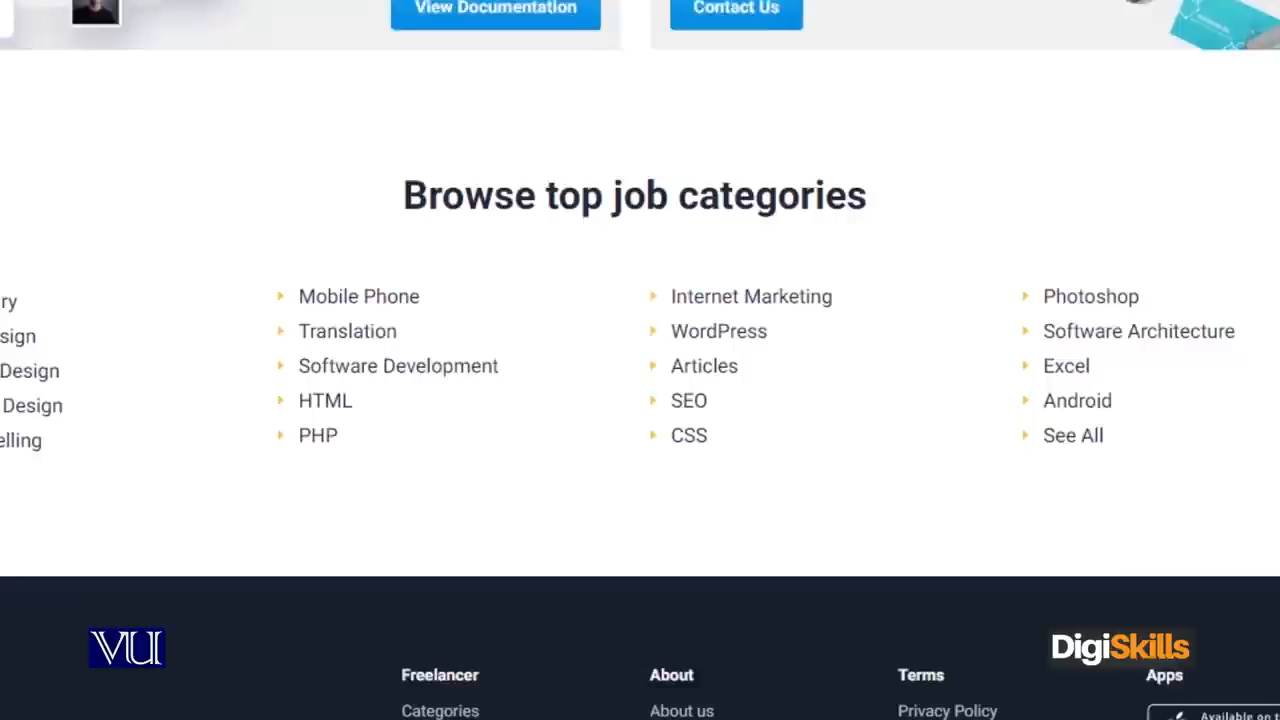 View Documentation
Contact Us
Browse top job categories
ry
sign
Design
Design
elling
Mobile Phone
Translation
Software Development
HTML
PHP
Internet Marketing
WordPress
Articles
SEO
CSS
Photoshop
Software Architecture
Excel
Android
See All
VU
DigiSkills
Freelancer
Categories
About
About us
Terms
Privacy Policy
Apps
Available on